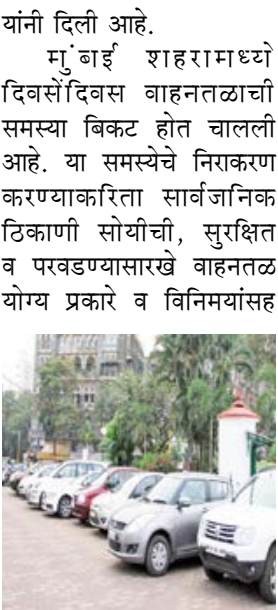 यांनी दिली आहे.
मुंबई शहरामध्ये
दिवसेंदिवस वाहनतळाची
समस्या बिकट होत चालली
आहे. या समस्येचे निराकरण
करण्याकरिता सार्वजनिक
ठिकाणी सोयीची, सुरक्षित
व परवडण्यासारखे वाहनतळ
योग्य प्रकारे व विनिमयांसह